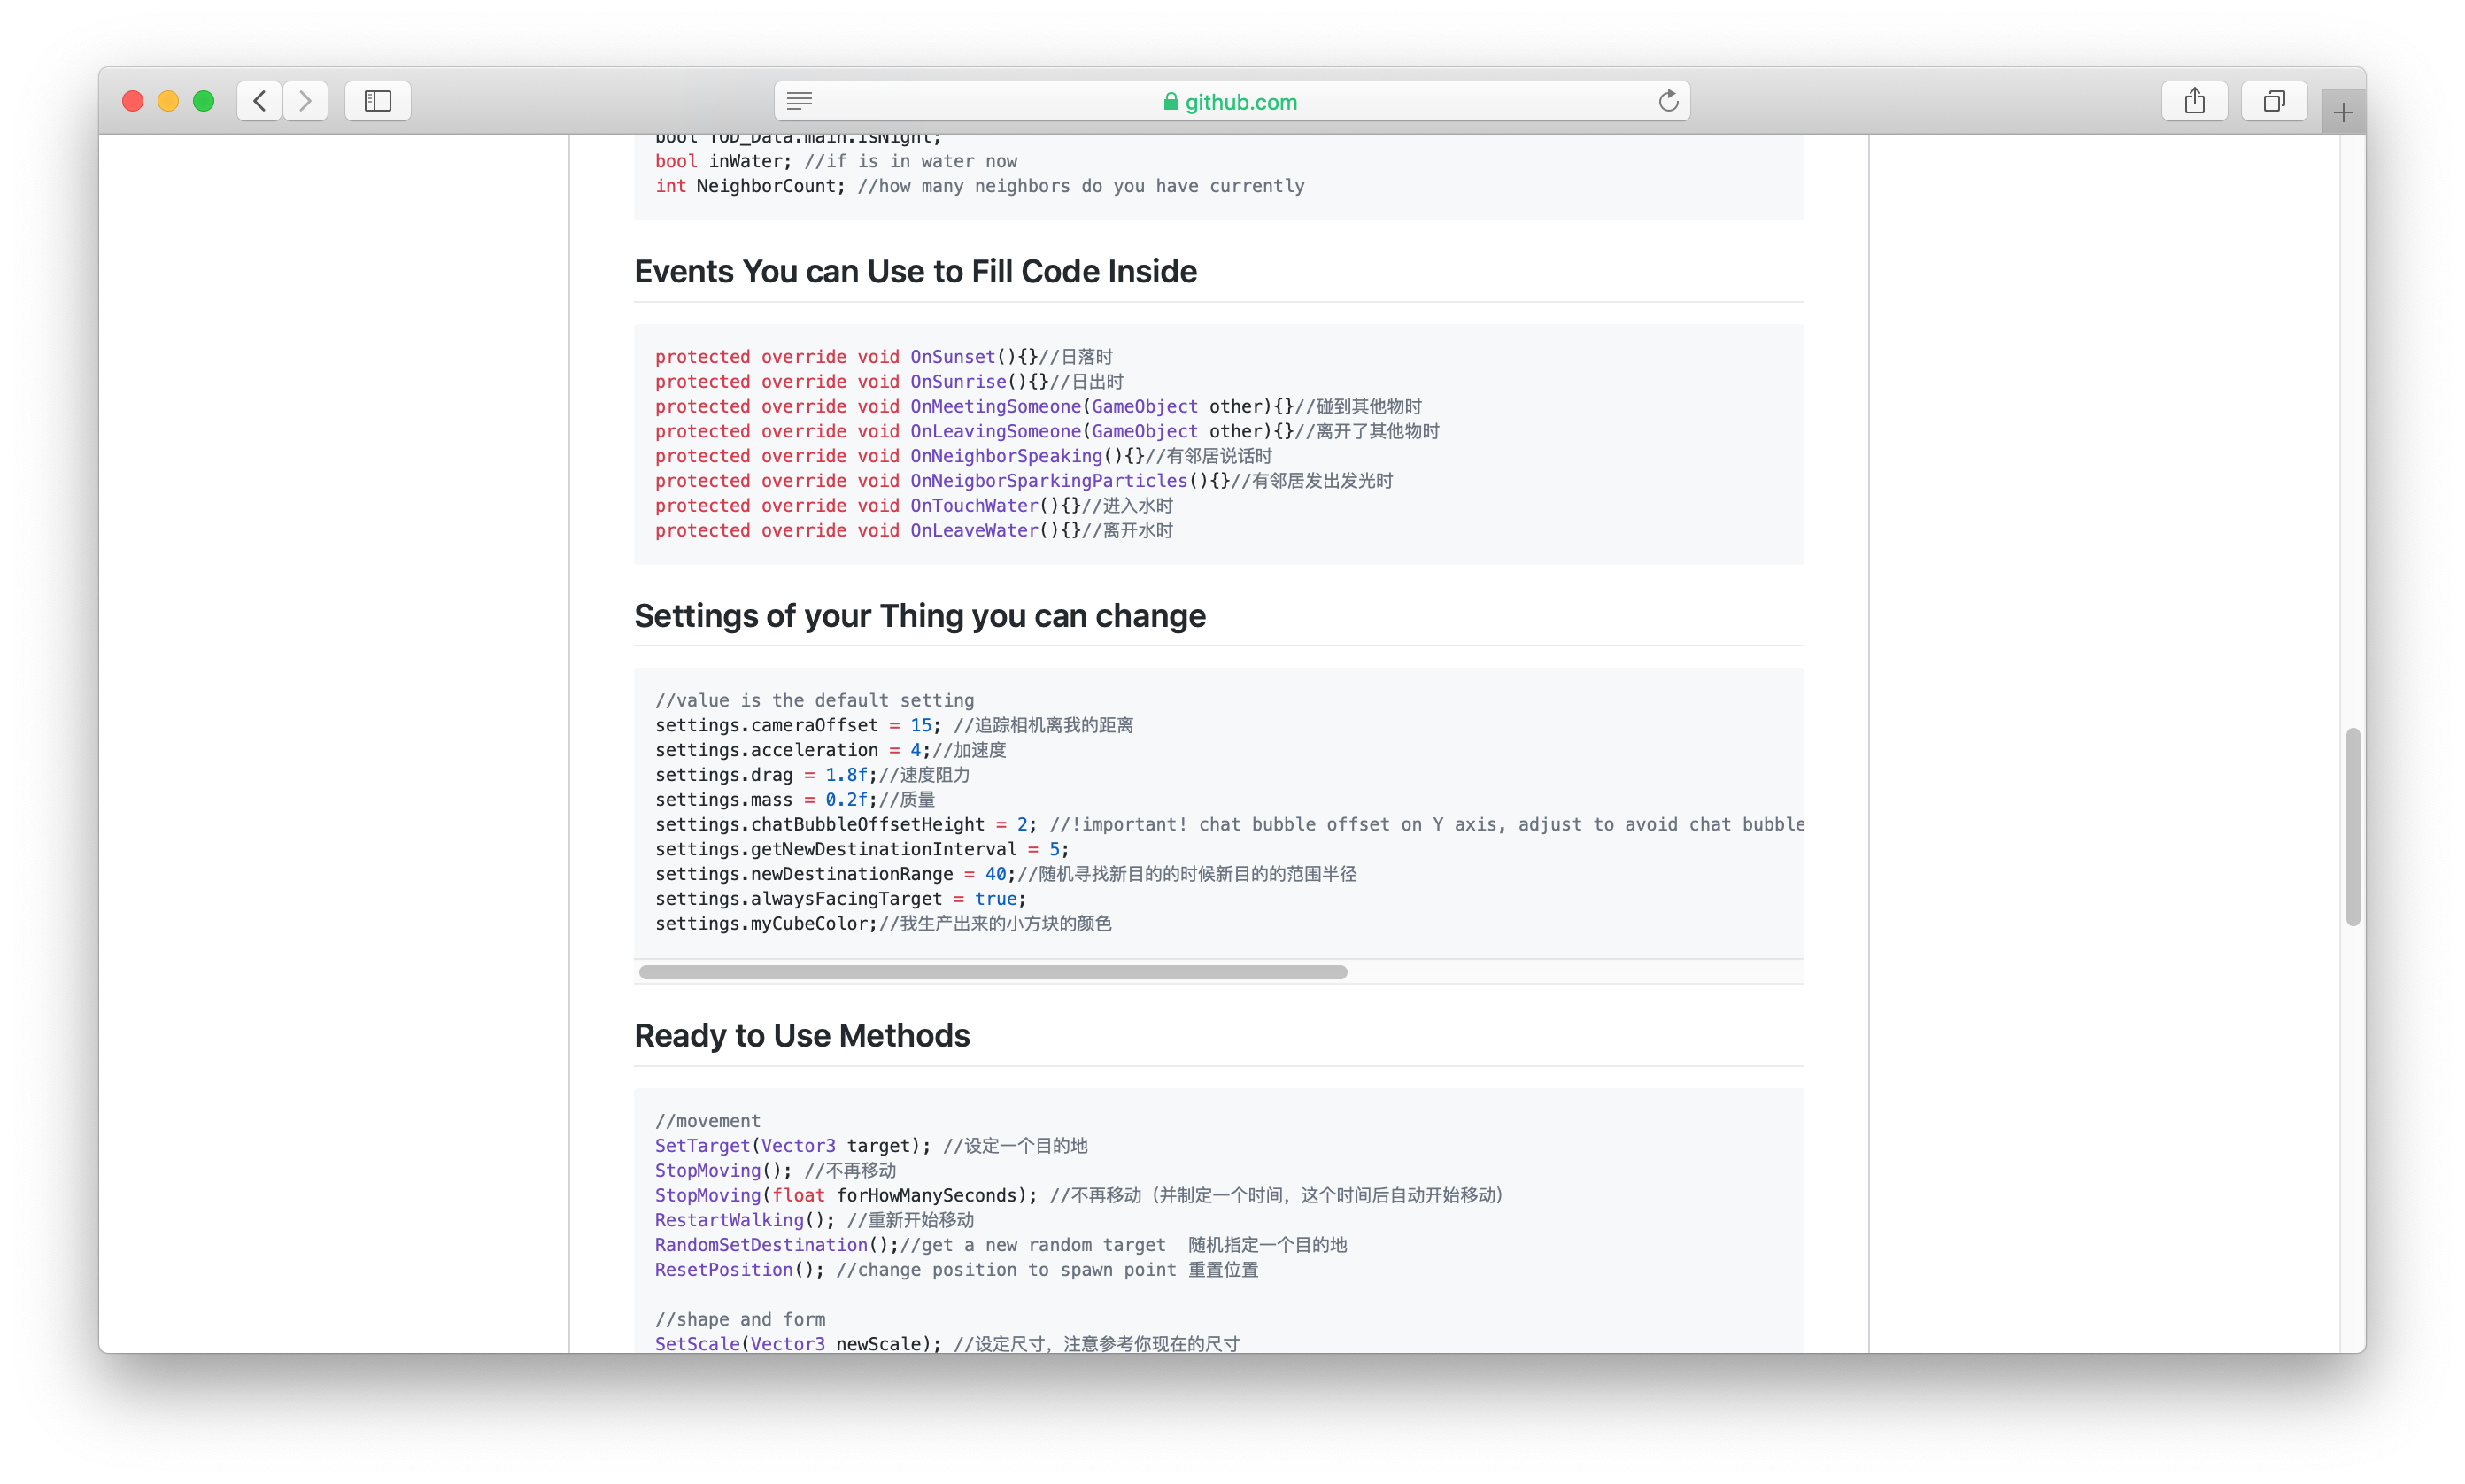 github.com
bool TOD_Data.main.isNight;
bool inWater; //if is in water now
int NeighborCount; //how many neighbors do you have currently
Events You can Use to Fill Code Inside
protected override void OnSunset(){}//日落时
protected override void OnSunrise(){}//日出时
protected override void OnMeetingSomeone(GameObject other){}//碰到其他物时
protected override void OnLeavingSomeone(GameObject other){}//离开了其他物时
protected override void OnNeighborSpeaking(){}//有邻居说话时
protected override void OnNeigborSparkingParticles(){}//有邻居发出发光时
protected override void OnTouchWater(){}//进入水时
protected override void OnLeaveWater(){}//离开水时
Settings of your Thing you can change
//value is the default setting
settings.cameraOffset = 15; //追踪相机离我的距离
settings.acceleration = 4;//加速度
settings.drag = 1.8f;//速度阻力
settings.mass = 0.2f;//质量
settings.chatBubbleOffsetHeight = 2; //!important! chat bubble offset on Y axis, adjust to avoid chat bubble
settings.getNewDestinationInterval = 5;
settings.newDestinationRange = 40;//随机寻找新目的的时候新目的的范围半径
settings.alwaysFacingTarget = true;
settings.myCubeColor;//我生产出来的小方块的颜色
Ready to Use Methods
//movement
SetTarget(Vector3 target); //设定一个目的地
StopMoving(); //不再移动
StopMoving(float forHowManySeconds); //不再移动（并制定一个时间，这个时间后自动开始移动）
RestartWalking(); //重新开始移动
RandomSetDestination();//get a new random target  随机指定一个目的地
ResetPosition(); //change position to spawn point 重置位置
//shape and form
SetScale(Vector3 newScale); //设定尺寸，注意参考你现在的尺寸